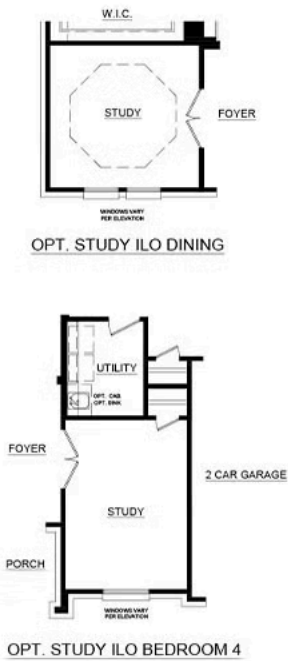 W.I.C.
STUDY
FOYER
WINDOWS VARY
PER ELEVATION
OPT. STUDY ILO DINING
UTILITY
OPT. CAB.
OPT. SINK
FOYER
2 CAR GARAGE
STUDY
PORCH
WINDOWS VARY
PER ELEVATION
OPT. STUDY ILO BEDROOM 4